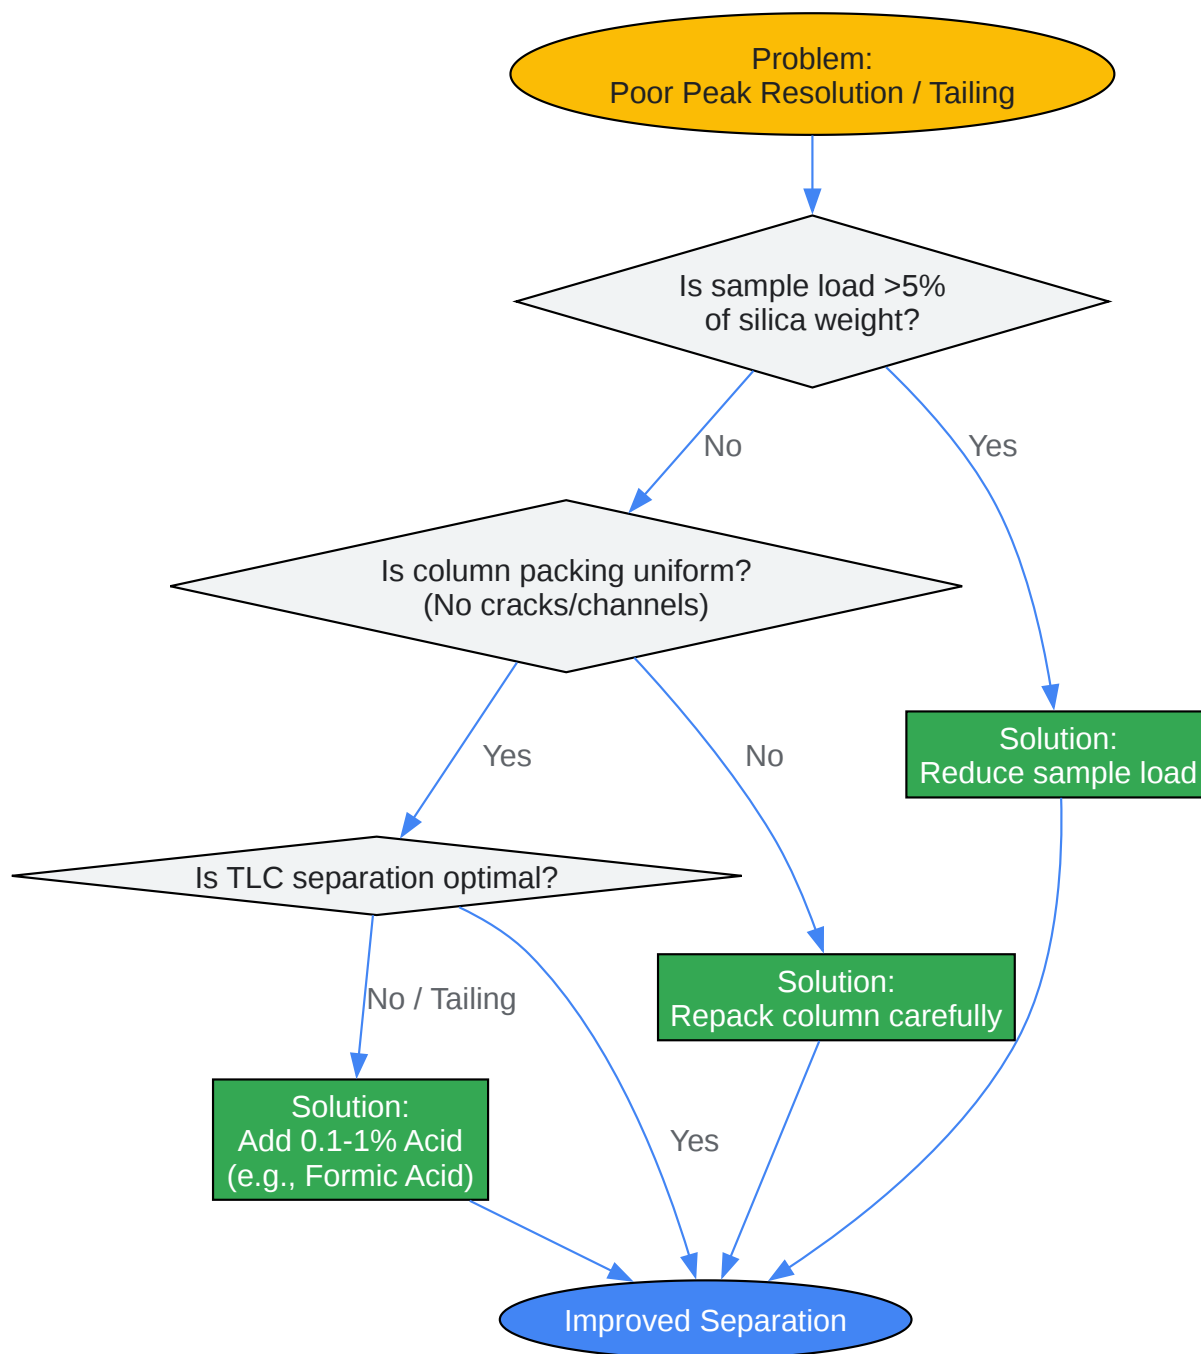 Problem:
Poor Peak Resolution / Tailing
Is sample load >5%
of silica weight?
No
Yes
Is column packing uniform?
(No cracks/channels)
Yes
No
Solution:
Reduce sample load
Is TLC separation optimal?
No / Tailing
Solution:
Repack column carefully
Solution:
Add 0.1-1% Acid
(e.g., Formic Acid)
Yes
Improved Separation